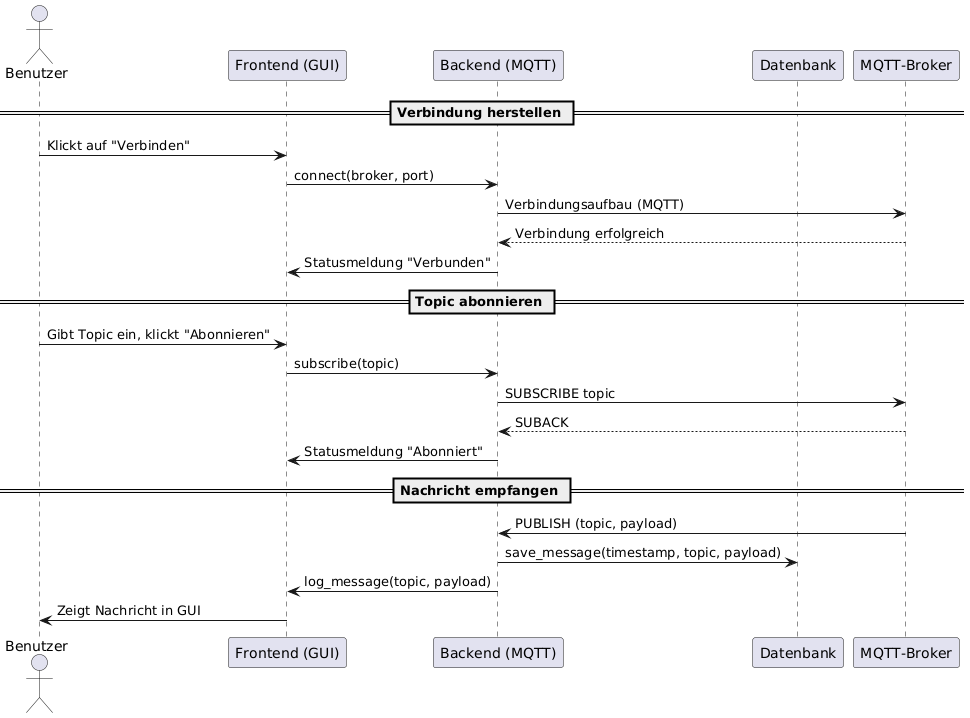 Benutzer
Frontend (GUI)
Backend (MQTT)
Datenbank
MQTT-Broker
Verbindung herstellen
Klickt auf "Verbinden"
connect(broker, port)
Verbindungsaufbau (MQTT)
Verbindung erfolgreich
Statusmeldung "Verbunden"
Topic abonnieren
Gibt Topic ein, klickt "Abonnieren"
subscribe(topic)
SUBSCRIBE topic
SUBACK
Statusmeldung "Abonniert"
Nachricht empfangen
PUBLISH (topic, payload)
save_message(timestamp, topic, payload)
log_message(topic, payload)
Zeigt Nachricht in GUI
Benutzer
Frontend (GUI)
Backend (MQTT)
Datenbank
MQTT-Broker